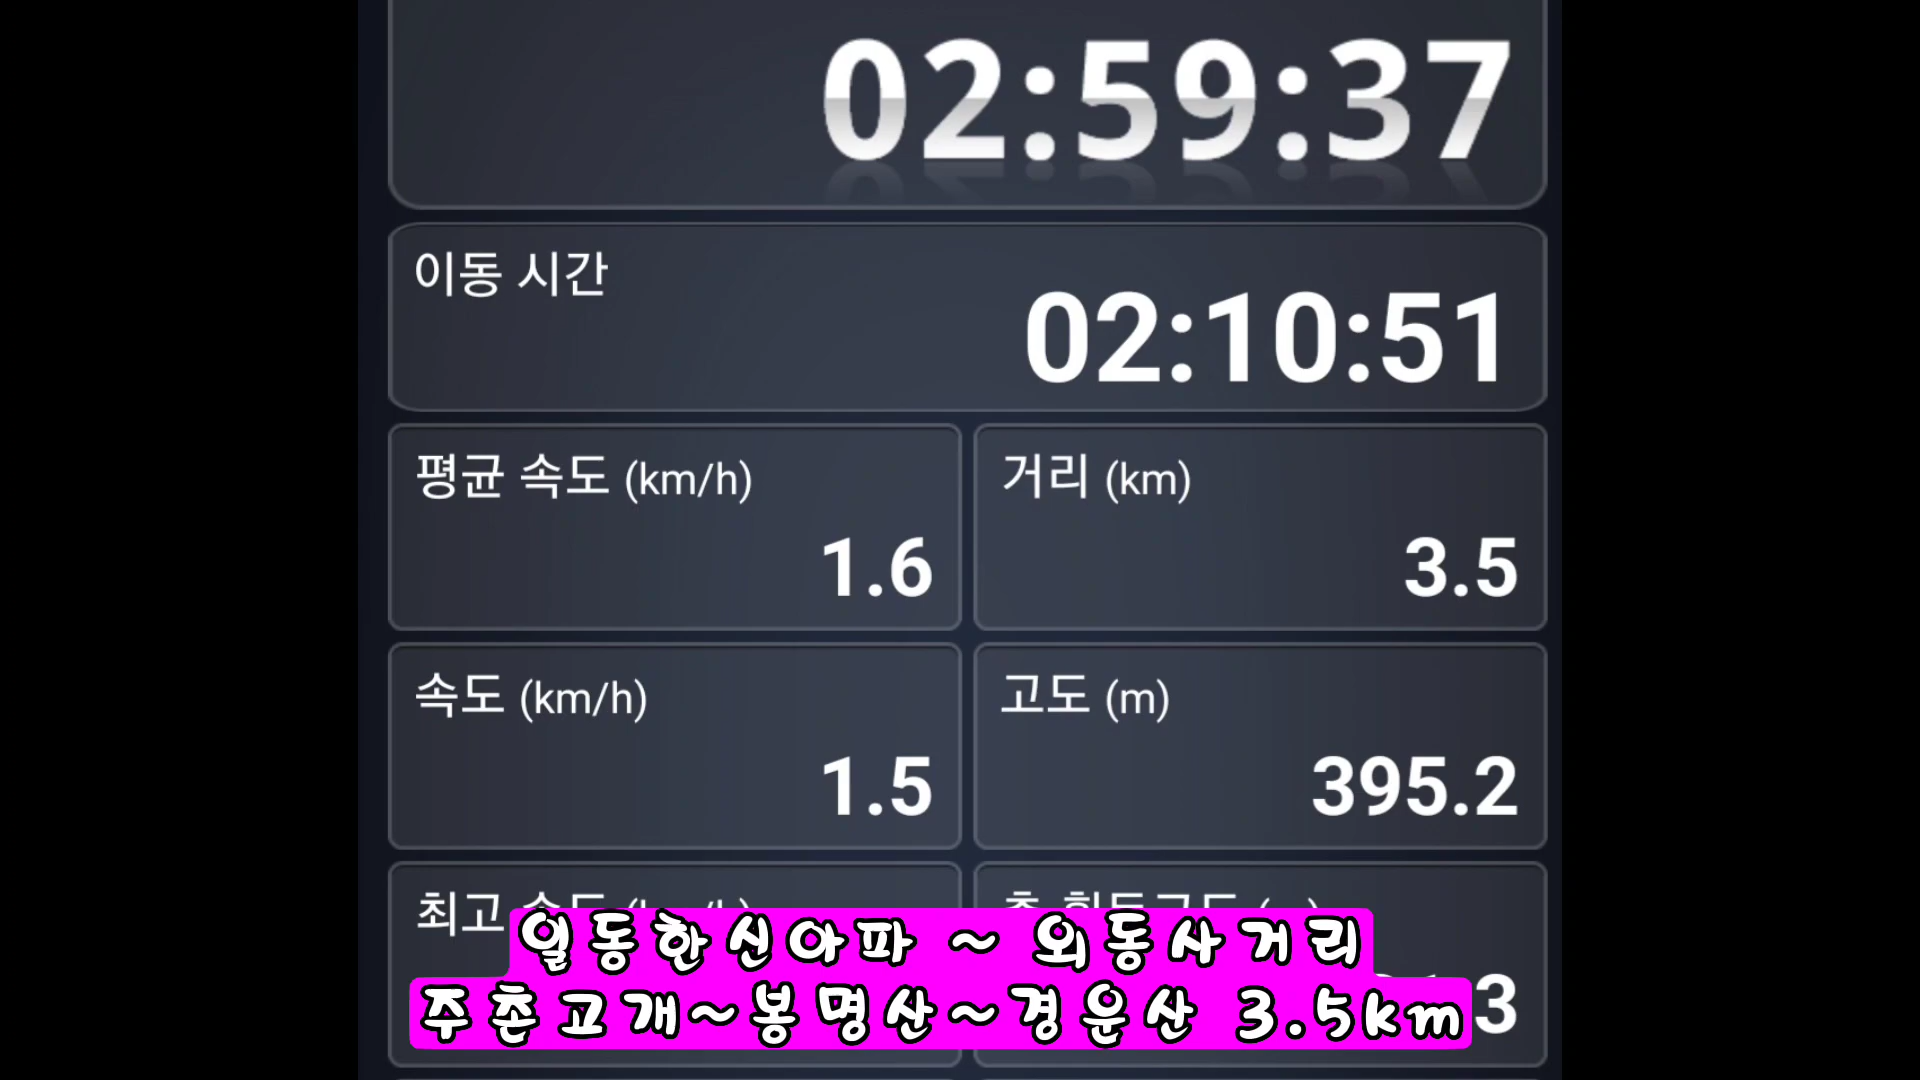 02:59:37
이동 시간
02:10:51
평균 속도 (km/h)
거리 (km)
1.6
3.5
속도 (km/h)
고도 (m)
1.5
395.2
최고
일동한신아파 ~ 외동사거리
주촌고개~봉명산~경운산 3.5km